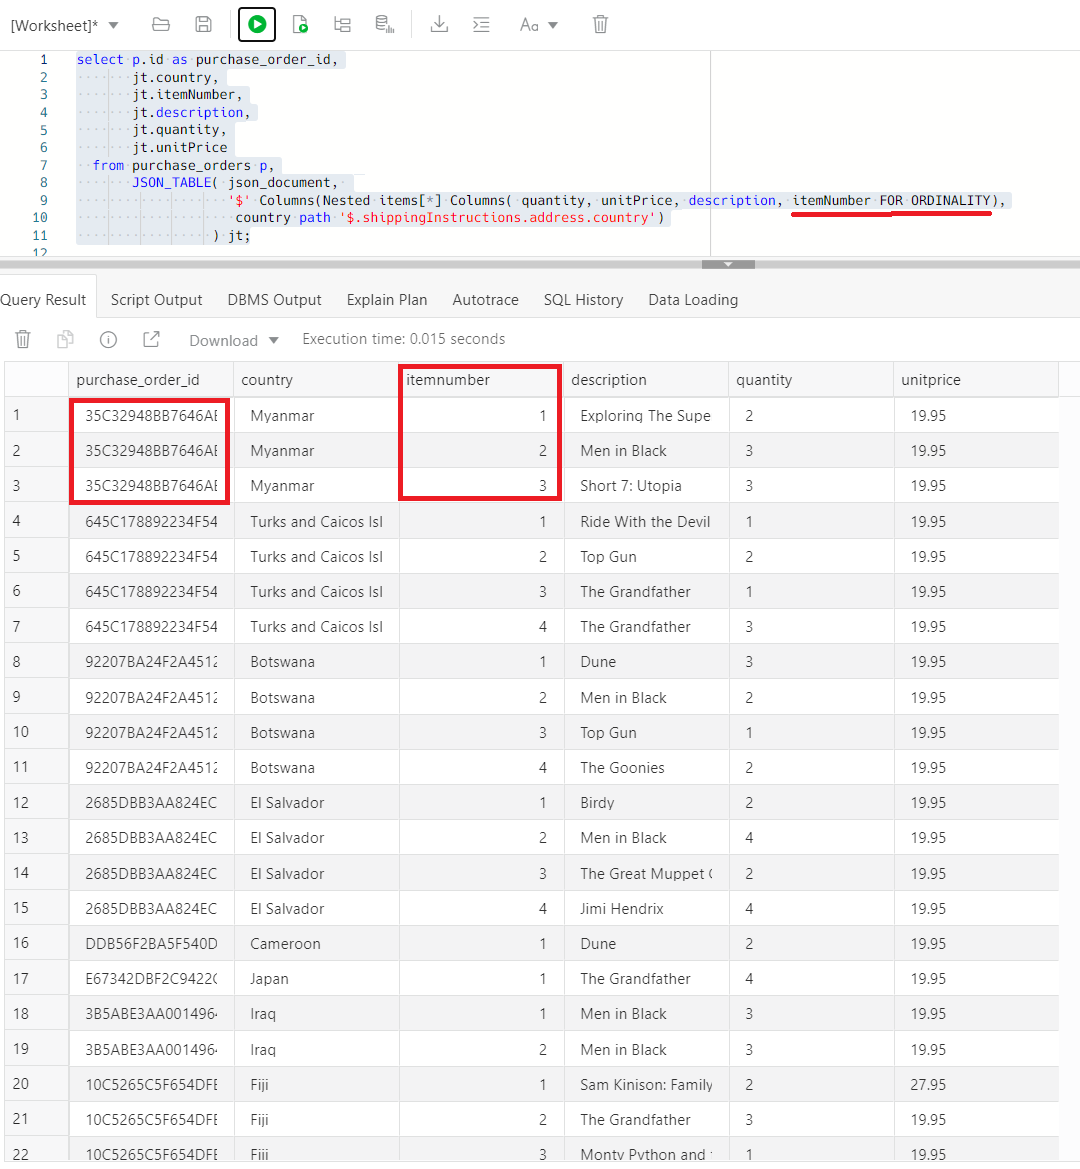 [Worksheet]*
Aa
1 select p.id as purchase_order_id,
2 jt.country,
3 jt.itemNumber,
4 jt.description,
5 jt.quantity,
6 jt.unitPrice
7 from purchase_orders p,
8 JSON_TABLE( json_document,
9 '$' Columns(Nested items[*] Columns( quantity, unitPrice, description, itemNumber FOR ORDINALITY),
10 country path '$.shippingInstructions.address.country')
11 ) jt;
12
Query Result Script Output DBMS Output Explain Plan Autotrace SQL History Data Loading
Download Execution time: 0.015 seconds
purchase_order_id country itemnumber description quantity unitprice
1 35C32948BB7646AE Myanmar 1 Exploring The Supe 2 19.95
2 35C32948BB7646AE Myanmar 2 Men in Black 3 19.95
3 35C32948BB7646AE Myanmar 3 Short 7: Utopia 3 19.95
4 645C178892234F54 Turks and Caicos Isl 1 Ride With the Devil 1 19.95
5 645C178892234F54 Turks and Caicos Isl 2 Top Gun 2 19.95
6 645C178892234F54 Turks and Caicos Isl 3 The Grandfather 1 19.95
7 645C178892234F54 Turks and Caicos Isl 4 The Grandfather 3 19.95
8 92207BA24F2A4512 Botswana 1 Dune 3 19.95
9 92207BA24F2A4512 Botswana 2 Men in Black 2 19.95
10 92207BA24F2A4512 Botswana 3 Top Gun 1 19.95
11 92207BA24F2A4512 Botswana 4 The Goonies 2 19.95
12 2685DBB3AA824EC El Salvador 1 Birdy 2 19.95
13 2685DBB3AA824EC El Salvador 2 Men in Black 4 19.95
14 2685DBB3AA824EC El Salvador 3 The Great Muppet 2 19.95
15 2685DBB3AA824EC El Salvador 4 Jimi Hendrix 4 19.95
16 DDB56F2BA5F540D Cameroon 1 Dune 2 19.95
17 E67342DBF2C9422C Japan 1 The Grandfather 4 19.95
18 3B5ABE3AA0014964 Iraq 1 Men in Black 3 19.95
19 3B5ABE3AA0014964 Iraq 2 Men in Black 3 19.95
20 10C5265C5F654DFE Fiji 1 Sam Kinison: Family 2 27.95
21 10C5265C5F654DFE Fiji 2 The Grandfather 3 19.95
22 10C5265C5F654DFE Fiji 3 Monty Python and 1 19.95